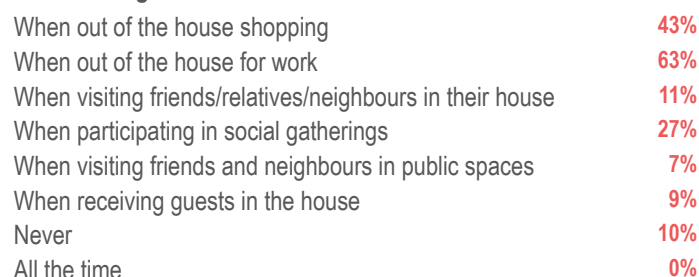 When out of the house shopping 43%
When out of the house for work 63%
When visiting friends/relatives/neighbours in their house 11%
When participating in social gatherings 27%
When visiting friends and neighbours in public spaces 7%
When receiving guests in the house 9%
Never 10%
All the time 0%